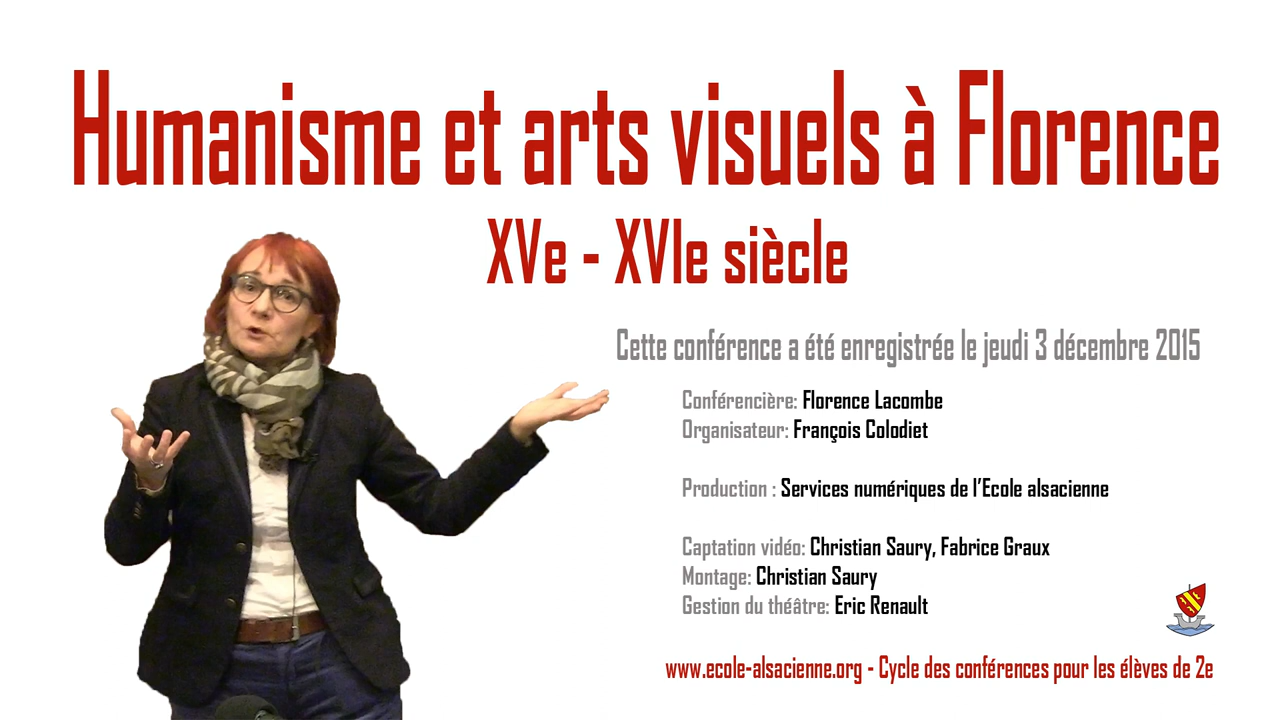 Humanisme et arts visuels à Florence
XVe - XVIe siècle
Cette conférence a été enregistrée le jeudi 3 décembre 2015
Conférencière: Florence Lacombe
Organisateur: François Colodiet
Production : Services numériques de l'Ecole alsacienne
Captation vidéo: Christian Saury, Fabrice Graux
Montage: Christian Saury
Gestion du théâtre: Eric Renault
www.ecole-alsacienne.org - Cycle des conférences pour les élèves de 2e